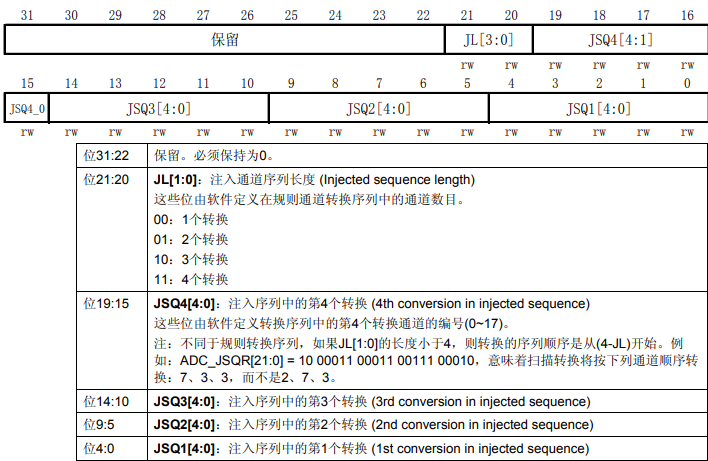 31 30 29 28 27 26 25 24 23 22 21 20 19 18 17 16
保留 JL[3:0] JSQ4[4:1]
rw rw rw rw rw rw
15 14 13 12 11 10 9 8 7 6 5 4 3 2 1 0
JSQ4_0 JSQ3[4:0] JSQ2[4:0] JSQ1[4:0]
rw rw rw rw rw rw rw rw rw rw rw rw rw rw rw rw
位31:22 保留。必须保持为0。
位21:20 JL[1:0]：注入通道序列长度 (Injected sequence length)
这些位由软件定义在规则通道转换序列中的通道数目。
00：1个转换
01：2个转换
10：3个转换
11：4个转换
位19:15 JSQ4[4:0]：注入序列中的第4个转换 (4th conversion in injected sequence)
这些位由软件定义转换序列中的第4个转换通道的编号(0~17)。
注：不同于规则转换序列，如果JL[1:0]的长度小于4，则转换的序列顺序是从(4-JL)开始。例
如：ADC_JSQR[21:0] = 10 00011 00011 00111 00010，意味着扫描转换将按下列通道顺序转
换：7、3、3，而不是2、7、3。
位14:10 JSQ3[4:0]：注入序列中的第3个转换 (3rd conversion in injected sequence)
位9:5 JSQ2[4:0]：注入序列中的第2个转换 (2nd conversion in injected sequence)
位4:0 JSQ1[4:0]：注入序列中的第1个转换 (1st conversion in injected sequence)